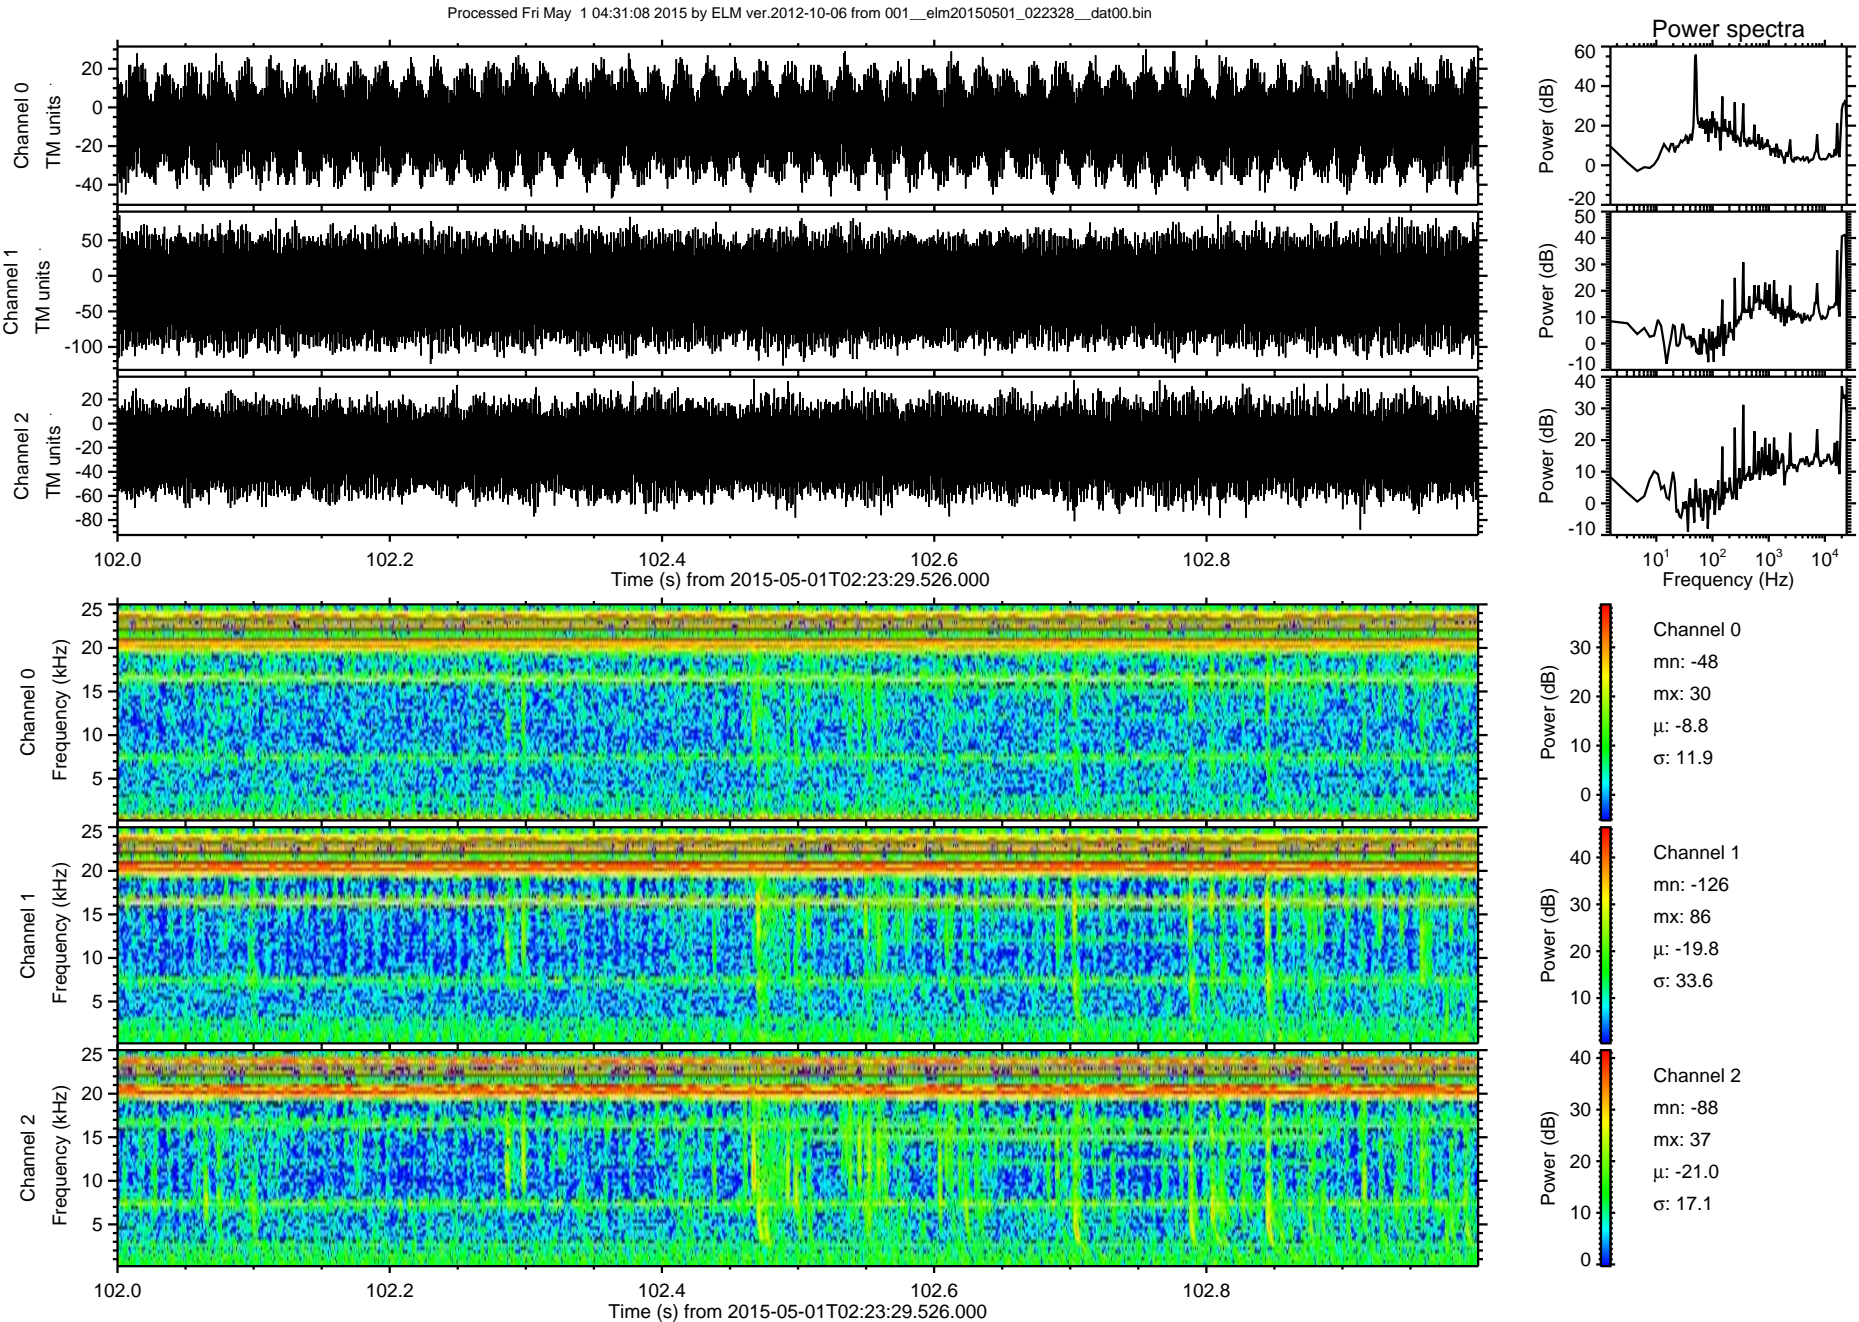 Processed Fri May  1 04:31:08 2015 by ELM ver.2012-10-06 from 001__elm20150501_022328__dat00.bin
Power spectra
Channel 0
TM units
20
0
-20
-40
Power (dB)
60
40
20
0
-20
Channel 1
TM units
50
0
-50
-100
Power (dB)
50
40
30
20
10
0
-10
Channel 2
TM units
20
0
-20
-40
-60
-80
Power (dB)
40
30
20
10
0
-10
102.0 102.2 102.4 102.6 102.8
Time (s) from 2015-05-01T02:23:29.526.000
10¹ 10² 10³ 10⁴
Frequency (Hz)
Channel 0
Frequency (kHz)
25
20
15
10
5
Power (dB)
30
20
10
0
Channel 0
mn: -48
mx: 30
μ: -8.8
σ: 11.9
Channel 1
Frequency (kHz)
25
20
15
10
5
Power (dB)
40
30
20
10
Channel 1
mn: -126
mx: 86
μ: -19.8
σ: 33.6
Channel 2
Frequency (kHz)
25
20
15
10
5
Power (dB)
40
30
20
10
0
Channel 2
mn: -88
mx: 37
μ: -21.0
σ: 17.1
102.0 102.2 102.4 102.6 102.8
Time (s) from 2015-05-01T02:23:29.526.000